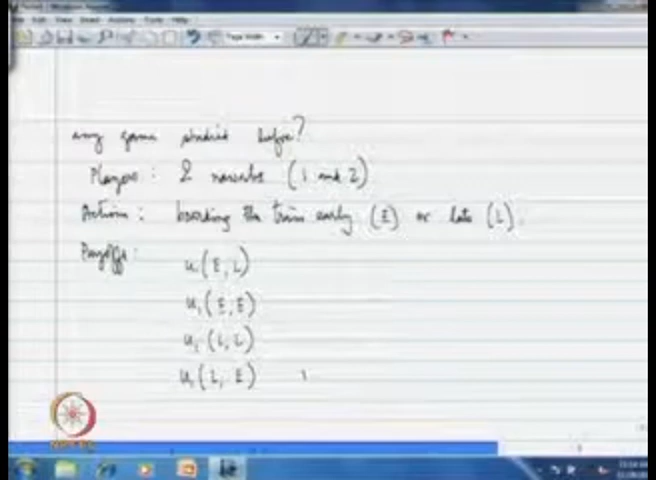 any game studied before?
Players : 2 (1 and 2)
Actions : boarding the train early (E) or late (L).
Payoffs :
u₁(E, L)
u₁(E, E)
u₁(L, L)
u₁(L, E)